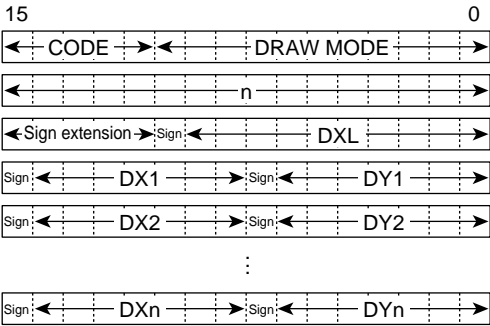 15 0
CODE DRAW MODE
n
Sign extension Sign DXL
Sign DX1 Sign DY1
Sign DX2 Sign DY2
⋮
Sign DXn Sign DYn